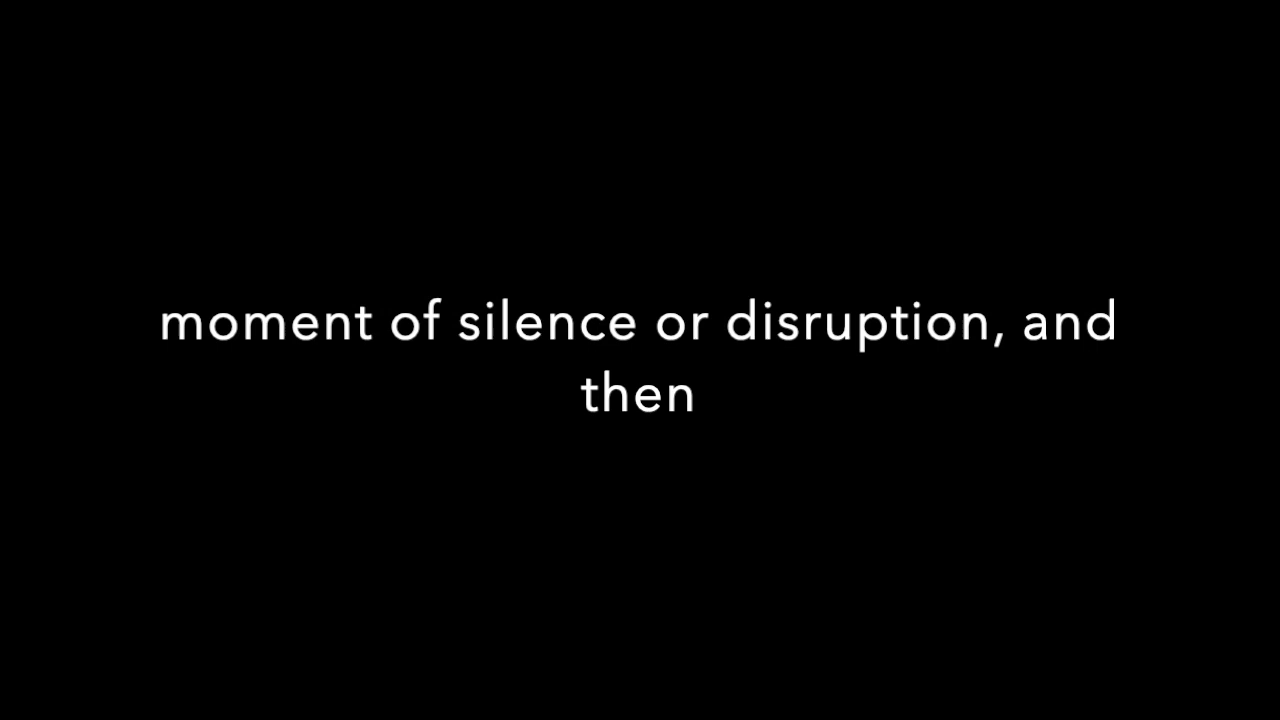 moment of silence or disruption, and
then